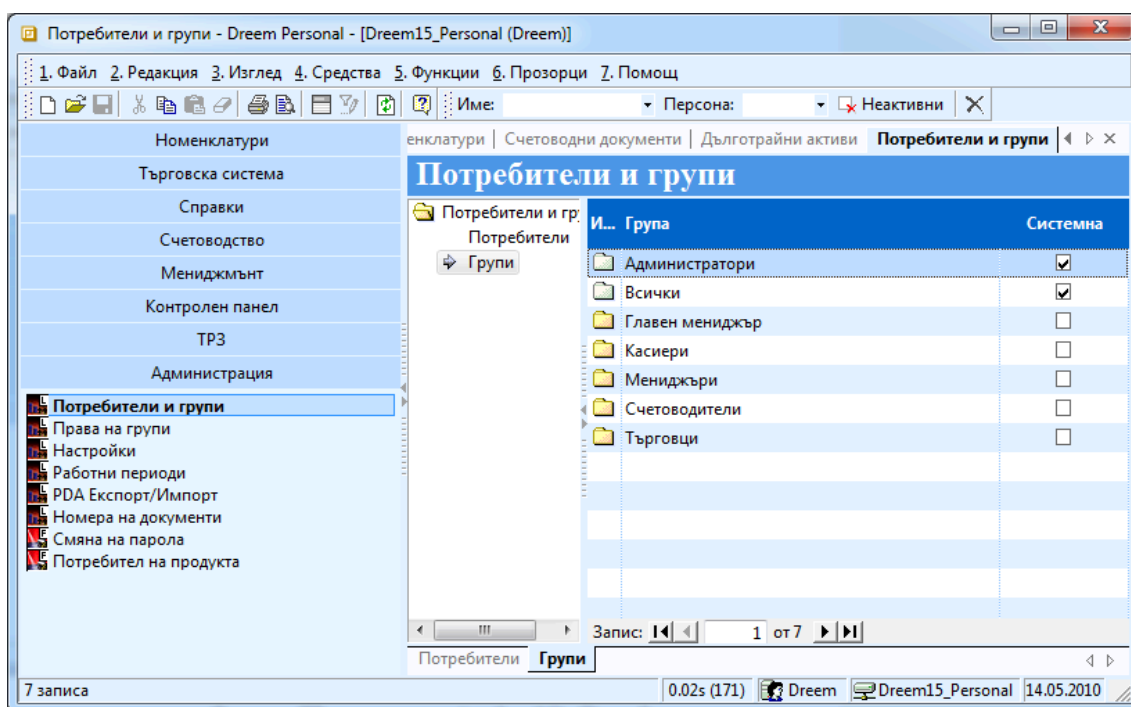 Потребители и групи - Dreem Personal - [Dreem15_Personal (Dreem)]
1. Файл 2. Редакция 3. Изглед 4. Средства 5. Функции 6. Прозорци 7. Помощ
Име: Персона: Неактивни
Номенклатури
Търговска система
Справки
Счетоводство
Мениджмънт
Контролен панел
ТРЗ
Администрация
Потребители и групи
Права на групи
Настройки
Работни периоди
PDA Експорт/Импорт
Номера на документи
Смяна на парола
Потребител на продукта
енклатури | Счетоводни документи | Дълготрайни активи Потребители и групи
Потребители и групи
Потребители и гру
Потребители
Групи
И... Група Системна
Администратори
Всички
Главен мениджър
Касиери
Мениджъри
Счетоводители
Търговци
Запис: 1 от 7
Потребители Групи
7 записа 0.02s (171) Dreem Dreem15_Personal 14.05.2010